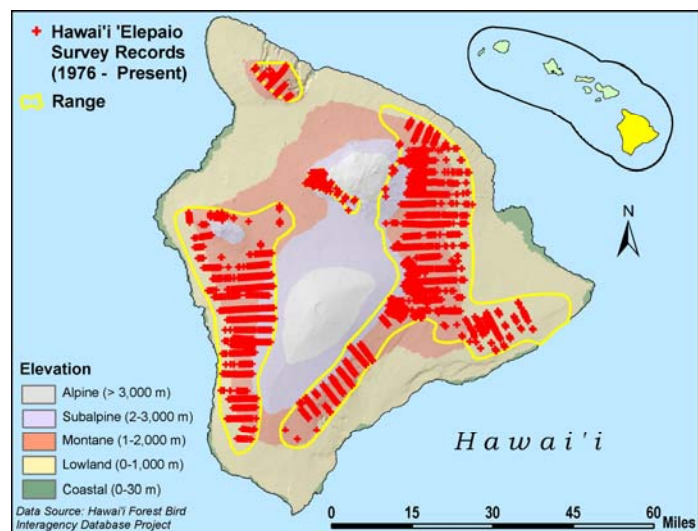 Hawai'i 'Elepaio
Survey Records
(1976 - Present)
Range
N
Elevation
Alpine (> 3,000 m)
Subalpine (2-3,000 m)
Montane (1-2,000 m)
Lowland (0-1,000 m)
Coastal (0-30 m)
Data Source: Hawai'i Forest Bird
Interagency Database Project
Hawai'i
0 15 30 45 60
Miles